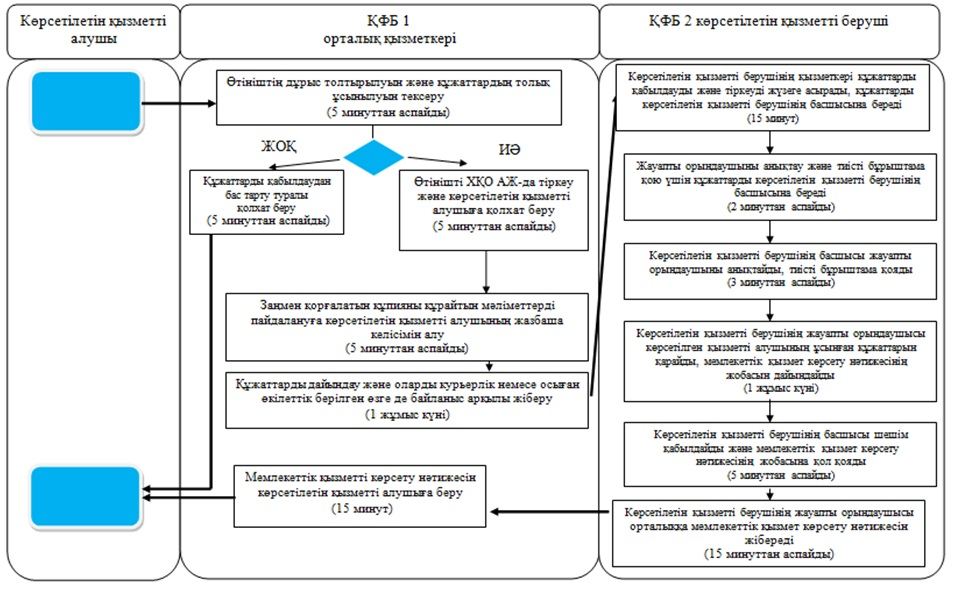 Көрсетілетін қызметті
алушы
ҚФБ 1
орталық қызметкері
ҚФБ 2 көрсетілетін қызметті беруші
Өтініштің дұрыс толтырылуын және құжаттардың толық
ұсынылуын тексеру
(5 минуттан аспайды)
ЖОҚ
ИӘ
Құжаттарды қабылдаудан
бас тарту туралы
қолхат беру
(5 минуттан аспайды)
Өтінішті ХҚО АЖ-да тіркеу
және көрсетілетін қызметті
алушыға қолхат беру
(5 минуттан аспайды)
Заңмен қорғалатын құпияны құрайтын мәліметтерді
пайдалануға көрсетілетін қызметті алушының жазбаша
келісімін алу
(5 минуттан аспайды)
Құжаттарды дайындау және оларды курьерлік немесе осыған
өкілеттік берілген өзге де байланыс арқылы жіберу
(1 жұмыс күні)
Мемлекеттік қызметті көрсету нәтижесін
көрсетілетін қызметті алушыға беру
(15 минут)
Көрсетілетін қызметті берушінің қызметкері құжаттарды
қабылдауды және тіркеуді жүзеге асырады, құжаттарды
көрсетілетін қызметті берушінің басшысына береді
(15 минут)
Жауапты орындаушыны анықтау және тиісті бұрыштама
қою үшін құжаттарды көрсетілетін қызметті берушінің
басшысына береді
(2 минуттан аспайды)
Көрсетілетін қызметті берушінің басшысы жауапты
орындаушыны анықтайды, тиісті бұрыштама қояды
(3 минуттан аспайды)
Көрсетілетін қызметті берушінің жауапты орындаушысы
көрсетілген қызметті алушының ұсынған құжаттарын
қарайды, мемлекеттік қызмет көрсету нәтижесінің
жобасын дайындайды
(1 жұмыс күні)
Көрсетілетін қызметті берушінің басшысы шешім
қабылдайды және мемлекеттік қызмет көрсету
нәтижесінің жобасына қол қояды
(5 минуттан аспайды)
Көрсетілетін қызметті берушінің жауапты орындаушысы
орталыққа мемлекеттік қызмет көрсету нәтижесін
жібереді
(15 минуттан аспайды)